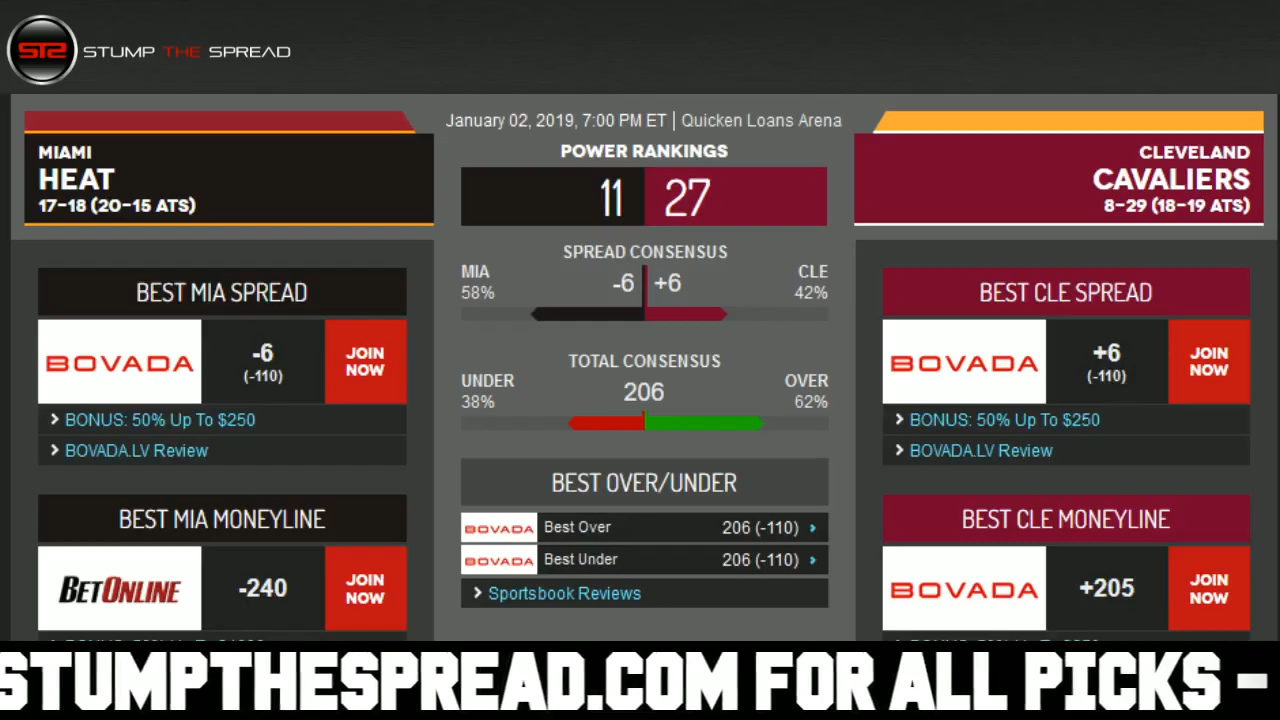 STS STUMP THE SPREAD
January 02, 2019, 7:00 PM ET | Quicken Loans Arena
MIAMI
HEAT
17-18 (20-15 ATS)
POWER RANKINGS
11 27
CLEVELAND
CAVALIERS
8-29 (18-19 ATS)
SPREAD CONSENSUS
MIA
58%
-6 +6
CLE
42%
TOTAL CONSENSUS
UNDER
38%
206
OVER
62%
BEST MIA SPREAD
BOVADA
-6
(-110)
JOIN
NOW
BONUS: 50% Up To $250
BOVADA.LV Review
BEST MIA MONEYLINE
BETONLINE
-240
JOIN
NOW
BEST OVER/UNDER
BOVADA Best Over 206 (-110)
BOVADA Best Under 206 (-110)
Sportsbook Reviews
BEST CLE SPREAD
BOVADA
+6
(-110)
JOIN
NOW
BONUS: 50% Up To $250
BOVADA.LV Review
BEST CLE MONEYLINE
BOVADA
+205
JOIN
NOW
STUMPTHESPREAD.COM FOR ALL PICKS -